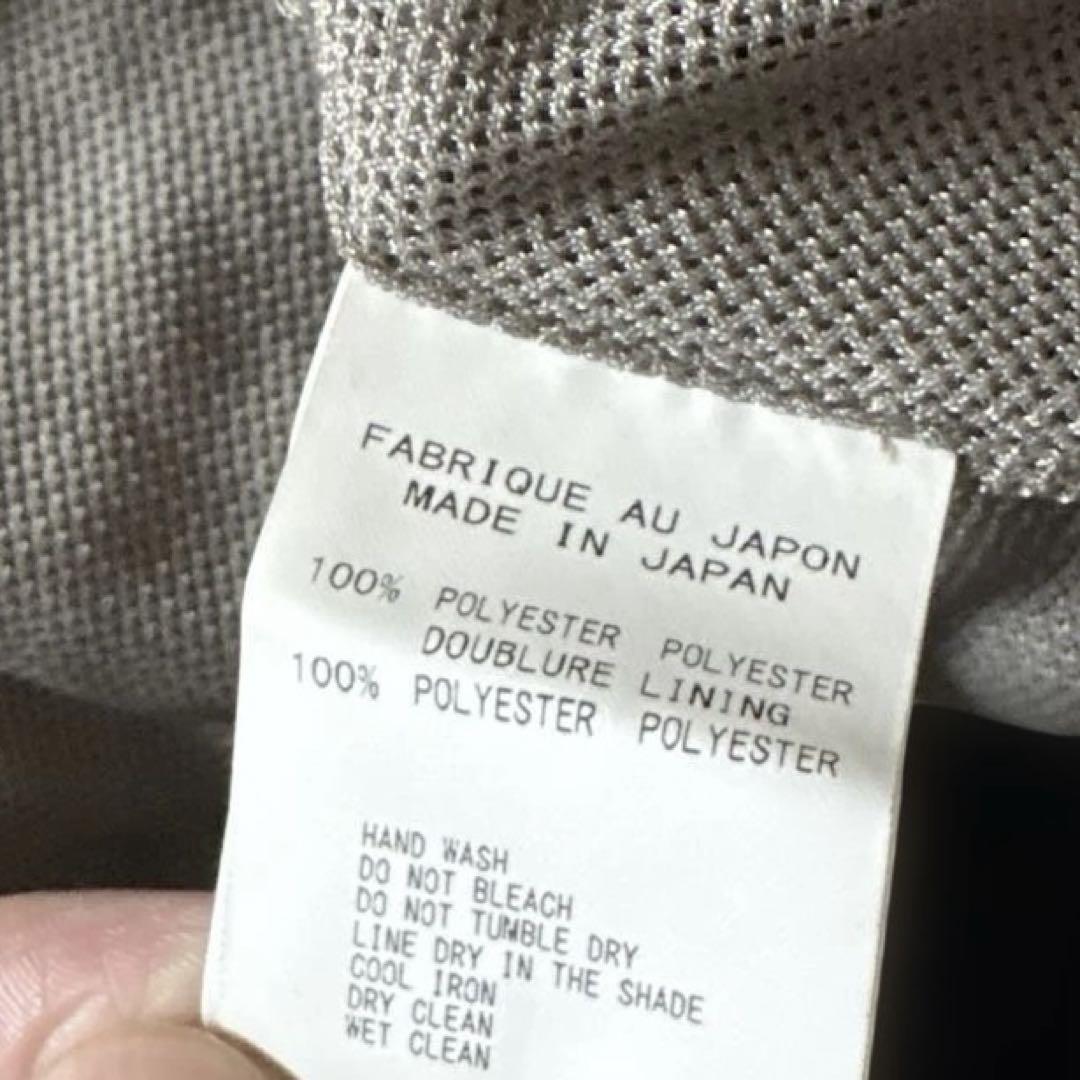 FABRIQUE AU JAPON
MADE IN JAPAN
100% POLYESTER POLYESTER
DOUBLURE LINING
100% POLYESTER POLYESTER
HAND WASH
DO NOT BLEACH
DO NOT TUMBLE DRY
LINE DRY IN THE SHADE
COOL IRON
DRY CLEAN
WET CLEAN